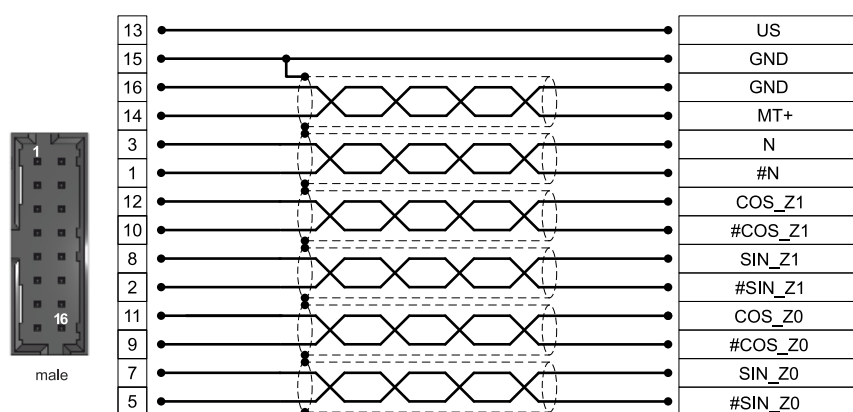 13 US
15 GND
16 GND
14 MT+
3 N
1 #N
12 COS_Z1
10 #COS_Z1
8 SIN_Z1
2 #SIN_Z1
11 COS_Z0
9 #COS_Z0
7 SIN_Z0
5 #SIN_Z0
1
16
male